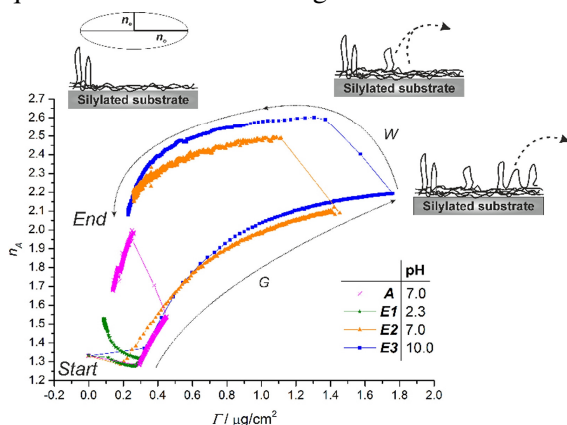 nₑ
nₒ
Silylated substrate
Silylated substrate
Silylated substrate
2.7
2.6
2.5
2.4
2.3
2.2
2.1
2.0
1.9
1.8
1.7
1.6
1.5
1.4
1.3
1.2
n_A
W
G
End
Start
pH
A 7.0
E1 2.3
E2 7.0
E3 10.0
-0.2 0.0 0.2 0.4 0.6 0.8 1.0 1.2 1.4 1.6 1.8 2.0
Γ / µg/cm²